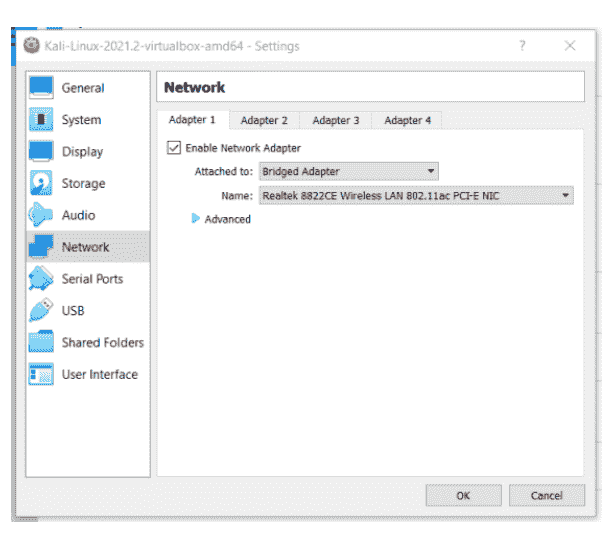 Kali-Linux-2021.2-virtualbox-amd64 - Settings ?
General
System
Display
Storage
Audio
Network
Serial Ports
USB
Shared Folders
User Interface
Network
Adapter 1 Adapter 2 Adapter 3 Adapter 4
Enable Network Adapter
Attached to: Bridged Adapter
Name: Realtek 8822CE Wireless LAN 802.11ac PCI-E NIC
Advanced
OK Cancel